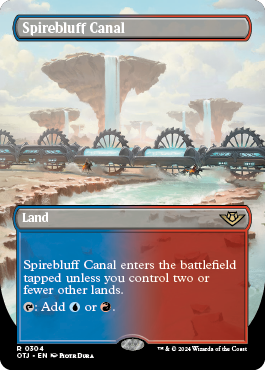 Spirebluff Canal
Land
Spirebluff Canal enters the battlefield
tapped unless you control two or
fewer other lands.
: Add or .
R 0304
OTJ • EN Piotr Dura
™ & © 2024 Wizards of the Coast